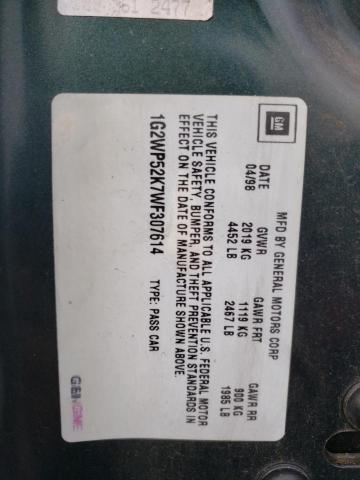 GM
MFD BY GENERAL MOTORS CORP
DATE GVWR GAWR FRT GAWR RR
04/98 2019 KG 1119 KG 900 KG
4452 LB 2467 LB 1985 LB
THIS VEHICLE CONFORMS TO ALL APPLICABLE U.S. FEDERAL MOTOR
VEHICLE SAFETY, BUMPER, AND THEFT PREVENTION STANDARDS IN
EFFECT ON THE DATE OF MANUFACTURE SHOWN ABOVE.
1G2WP52K7WF307614 TYPE: PASS CAR
2477